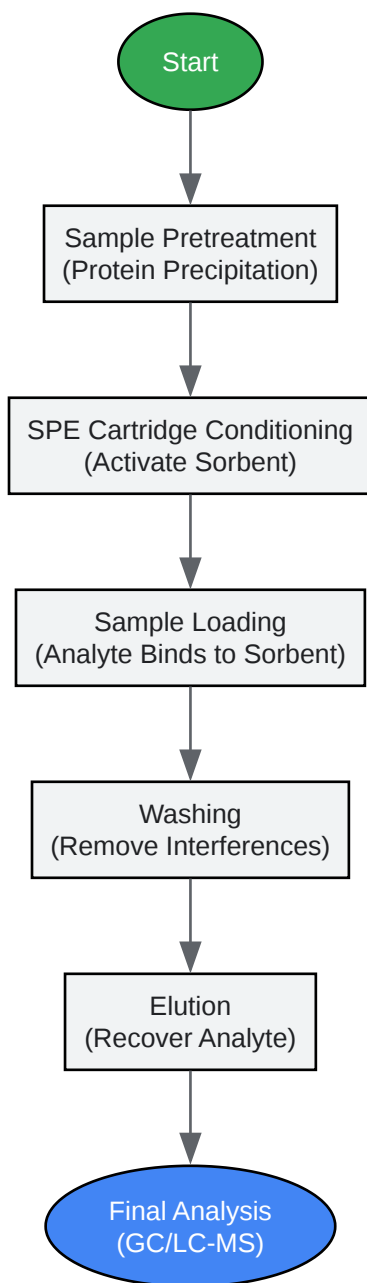 Start
Sample Pretreatment
(Protein Precipitation)
SPE Cartridge Conditioning
(Activate Sorbent)
Sample Loading
(Analyte Binds to Sorbent)
Washing
(Remove Interferences)
Elution
(Recover Analyte)
Final Analysis
(GC/LC-MS)